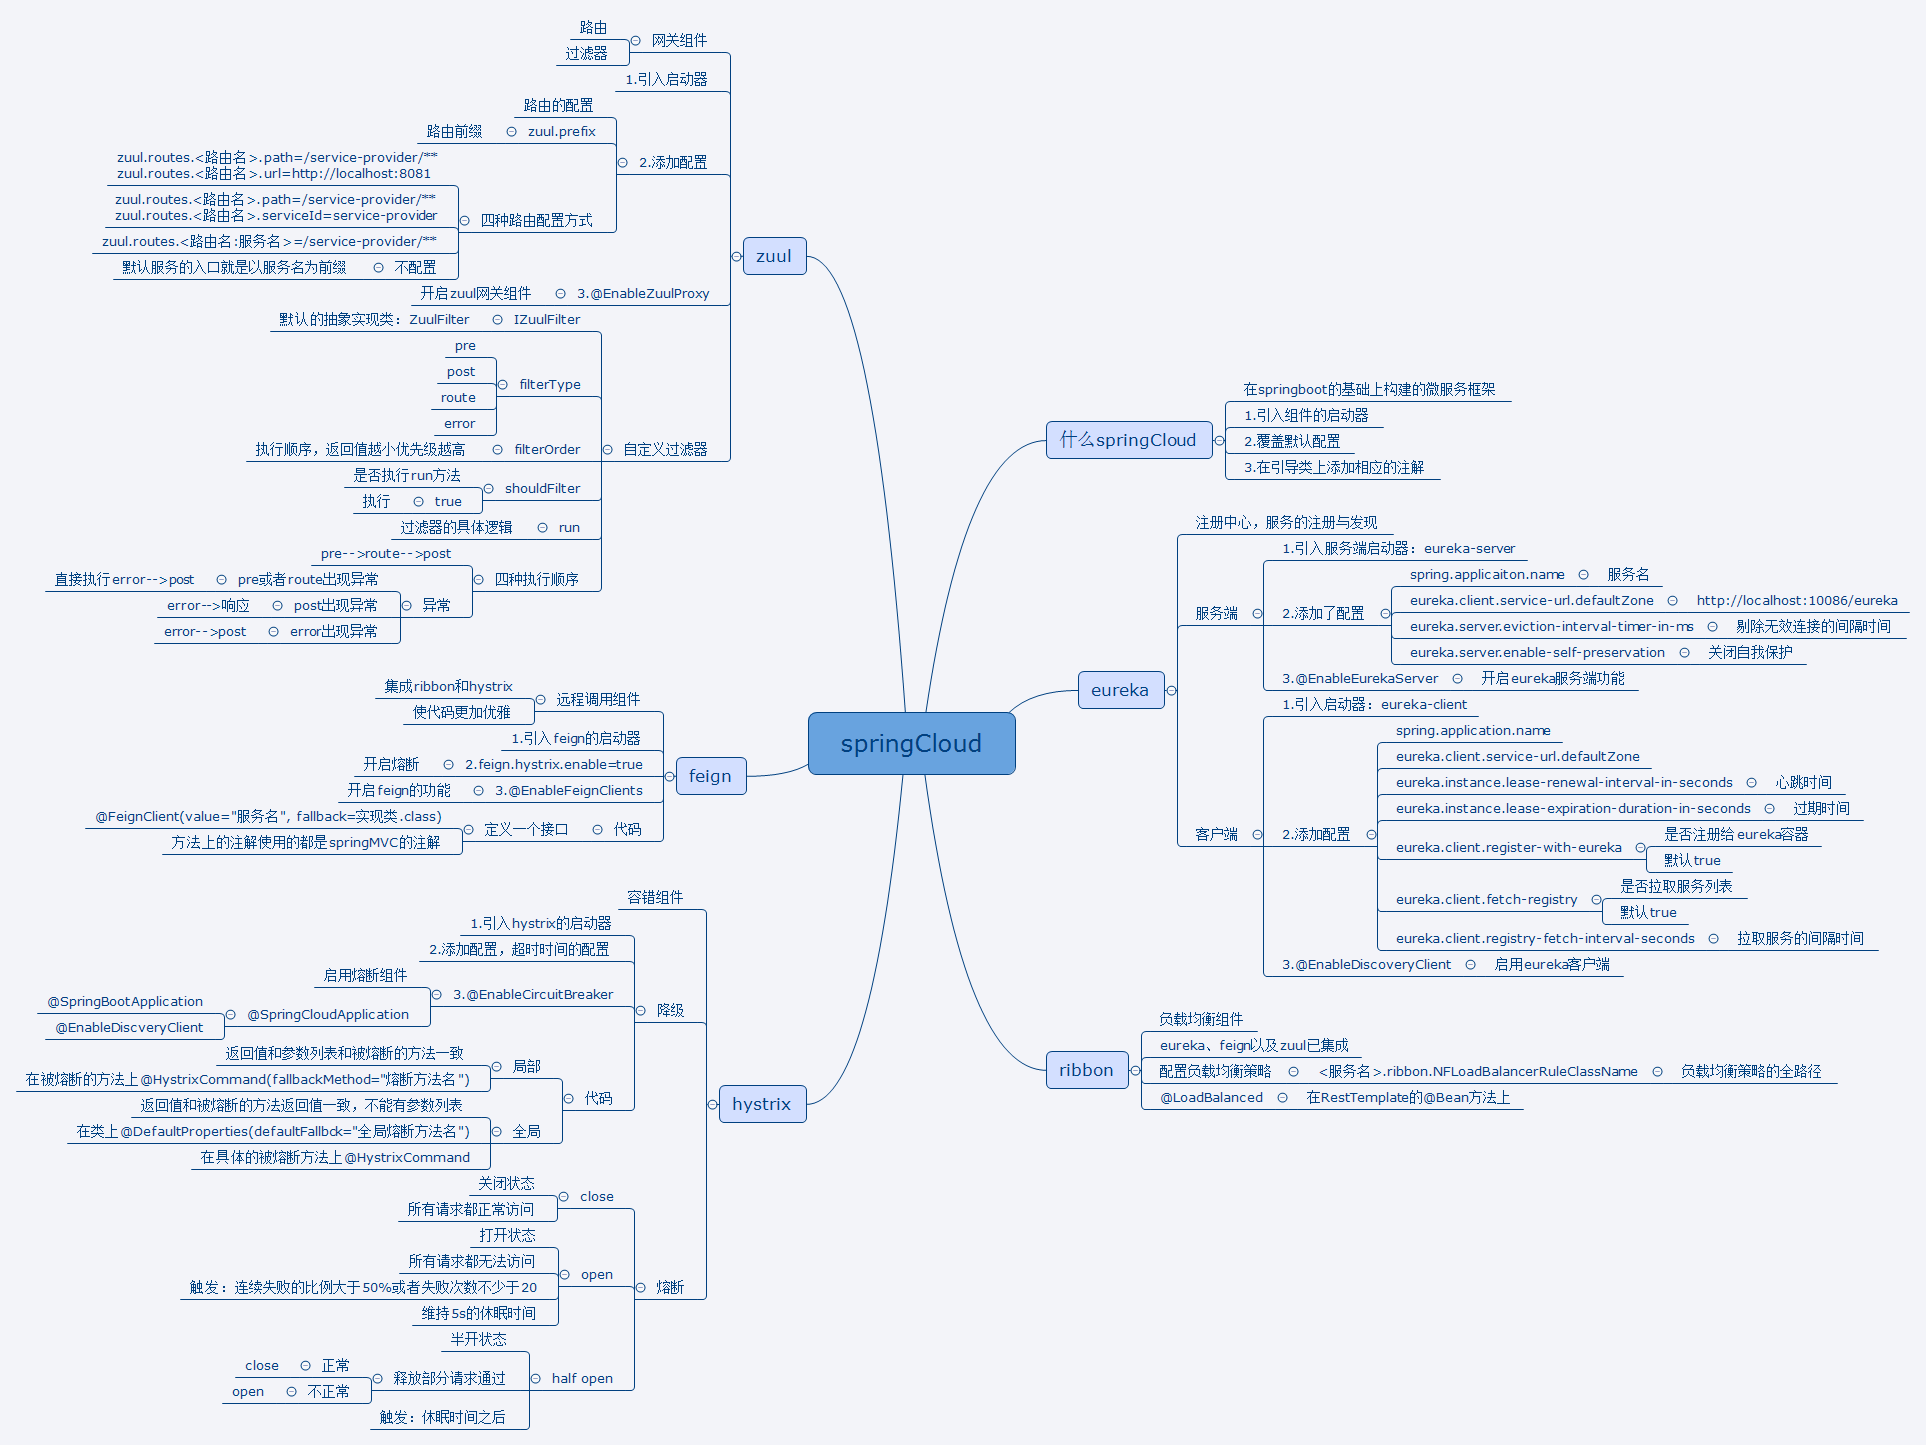 springCloud
什么springCloud
在springboot的基础上构建的微服务框架
1.引入组件的启动器
2.覆盖默认配置
3.在引导类上添加相应的注解
eureka
注册中心，服务的注册与发现
服务端
1.引入服务端启动器：eureka-server
2.添加了配置
spring.applicaiton.name
服务名
eureka.client.service-url.defaultZone
http://localhost:10086/eureka
eureka.server.eviction-interval-timer-in-ms
剔除无效连接的间隔时间
eureka.server.enable-self-preservation
关闭自我保护
3.@EnableEurekaServer
开启eureka服务端功能
客户端
1.引入启动器：eureka-client
2.添加配置
spring.application.name
eureka.client.service-url.defaultZone
eureka.instance.lease-renewal-interval-in-seconds
心跳时间
eureka.instance.lease-expiration-duration-in-seconds
过期时间
eureka.client.register-with-eureka
是否注册给eureka容器
默认true
eureka.client.fetch-registry
是否拉取服务列表
默认true
eureka.client.registry-fetch-interval-seconds
拉取服务的间隔时间
3.@EnableDiscoveryClient
启用eureka客户端
ribbon
负载均衡组件
eureka、feign以及zuul已集成
配置负载均衡策略
<服务名>.ribbon.NFLoadBalancerRuleClassName
负载均衡策略的全路径
@LoadBalanced
在RestTemplate的@Bean方法上
zuul
网关组件
路由
过滤器
1.引入启动器
2.添加配置
路由的配置
zuul.prefix
路由前缀
四种路由配置方式
zuul.routes.<路由名>.path=/service-provider/**
zuul.routes.<路由名>.url=http://localhost:8081
zuul.routes.<路由名>.path=/service-provider/**
zuul.routes.<路由名>.serviceId=service-provider
zuul.routes.<路由名:服务名>=/service-provider/**
不配置
默认服务的入口就是以服务名为前缀
3.@EnableZuulProxy
开启zuul网关组件
自定义过滤器
IZuulFilter
默认的抽象实现类：ZuulFilter
filterType
pre
post
route
error
filterOrder
执行顺序，返回值越小优先级越高
shouldFilter
是否执行run方法
true
执行
run
过滤器的具体逻辑
四种执行顺序
pre-->route-->post
异常
pre或者route出现异常
直接执行error-->post
post出现异常
error-->响应
error出现异常
error-->post
feign
远程调用组件
集成ribbon和hystrix
使代码更加优雅
1.引入feign的启动器
2.feign.hystrix.enable=true
开启熔断
3.@EnableFeignClients
开启feign的功能
代码
定义一个接口
@FeignClient(value="服务名", fallback=实现类.class)
方法上的注解使用的都是springMVC的注解
hystrix
容错组件
降级
1.引入hystrix的启动器
2.添加配置，超时时间的配置
3.@EnableCircuitBreaker
启用熔断组件
@SpringCloudApplication
@SpringBootApplication
@EnableDiscveryClient
代码
局部
返回值和参数列表和被熔断的方法一致
在被熔断的方法上@HystrixCommand(fallbackMethod="熔断方法名")
全局
返回值和被熔断的方法返回值一致，不能有参数列表
在类上@DefaultProperties(defaultFallbck="全局熔断方法名")
在具体的被熔断方法上@HystrixCommand
熔断
close
关闭状态
所有请求都正常访问
open
打开状态
所有请求都无法访问
触发：连续失败的比例大于50%或者失败次数不少于20
维持5s的休眠时间
half open
半开状态
释放部分请求通过
正常
close
不正常
open
触发：休眠时间之后